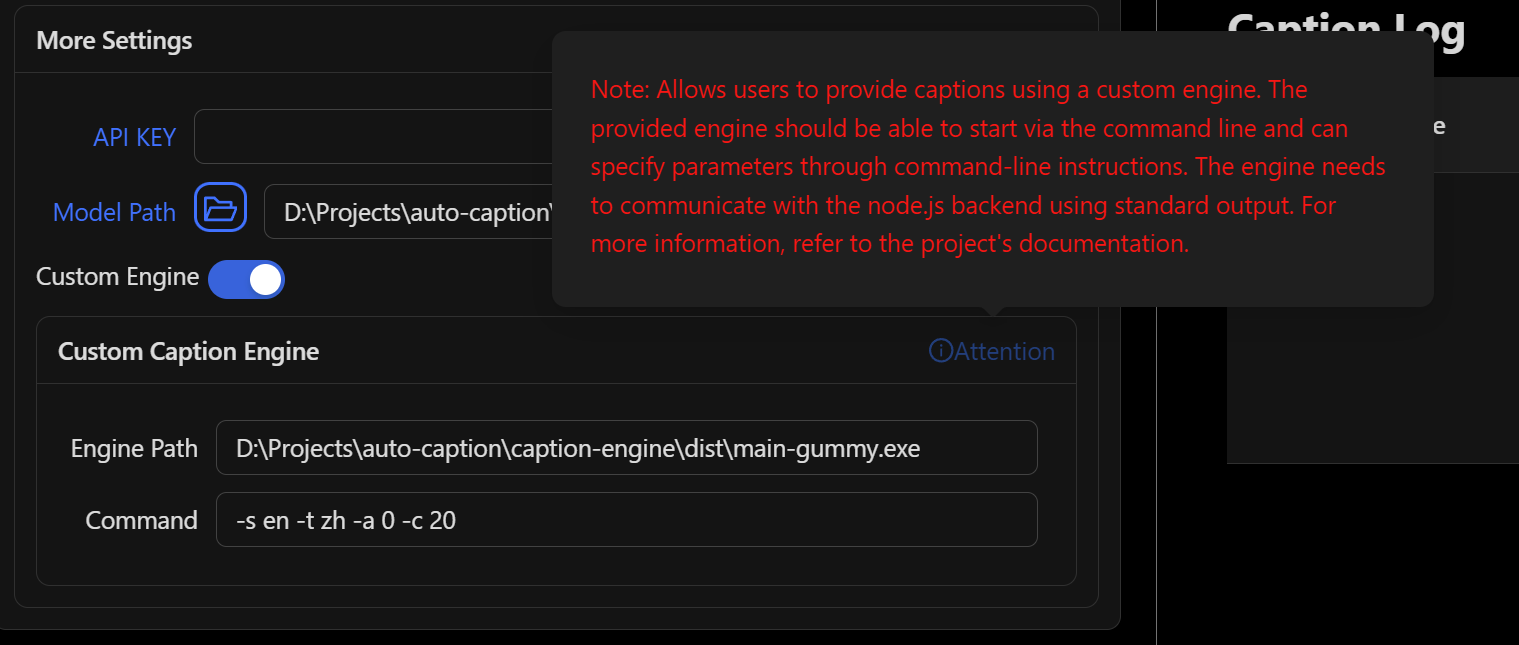 More Settings
Caption Log
Note: Allows users to provide captions using a custom engine. The
provided engine should be able to start via the command line and can
specify parameters through command-line instructions. The engine needs
to communicate with the node.js backend using standard output. For
more information, refer to the project's documentation.
API KEY
Model Path
D:\Projects\auto-caption\
Custom Engine
Custom Caption Engine
Attention
Engine Path
D:\Projects\auto-caption\caption-engine\dist\main-gummy.exe
Command
-s en -t zh -a 0 -c 20